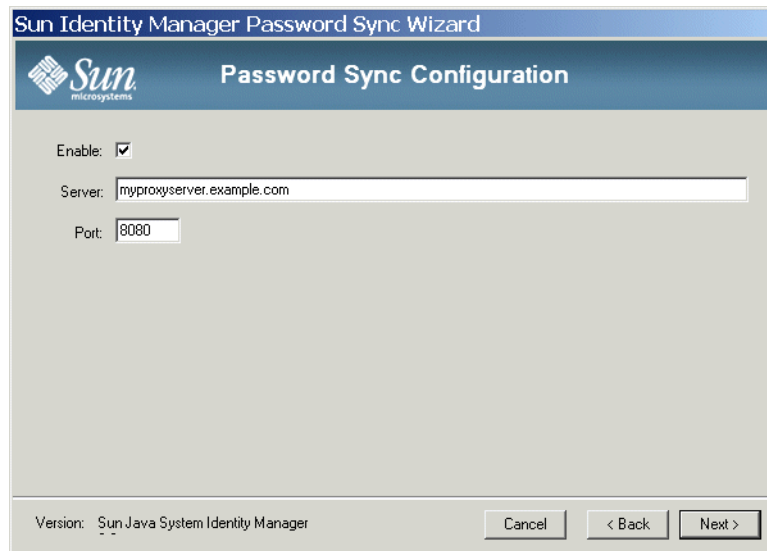 Sun Identity Manager Password Sync Wizard
Sun
microsystems
Password Sync Configuration
Enable:
Server: myproxyserver.example.com
Port: 8080
Version: Sun Java System Identity Manager
Cancel < Back Next >